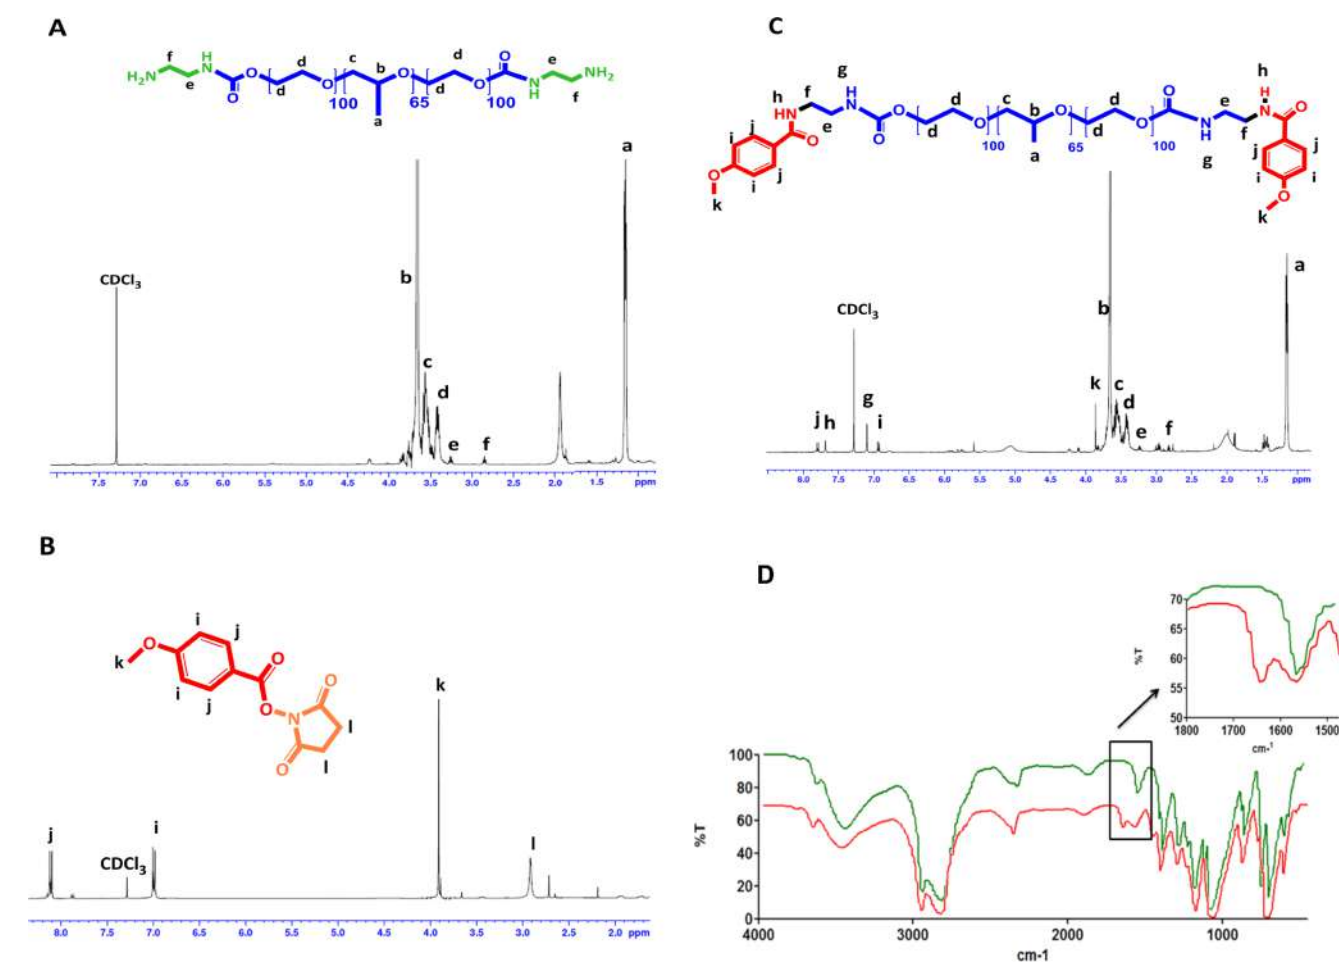 A
H₂N f e H N O O d d O 100 c b a O 65 d d O 100 O N H e f NH₂
a
b
CDCl₃
c
d
e
f
7.5 7.0 6.5 6.0 5.5 5.0 4.5 4.0 3.5 3.0 2.5 2.0 1.5 ppm
C
h HN f e g H N O O d d O 100 c b a O 65 d d O 100 O N H g e f h H N O
i j O i j O k
j i j i O k
a
b
CDCl₃
k
c
d
g
j
h
i
e
f
8.0 7.5 7.0 6.5 6.0 5.5 5.0 4.5 4.0 3.5 3.0 2.5 2.0 1.5 ppm
B
k O i j i j O O N O O l l
k
j
i
CDCl₃
l
8.0 7.5 7.0 6.5 6.0 5.5 5.0 4.5 4.0 3.5 3.0 2.5 2.0 ppm
D
70
65
60
55
50
%T
1800 1700 1600 1500
cm-1
100
80
60
40
20
0
%T
4000 3000 2000 1000
cm-1